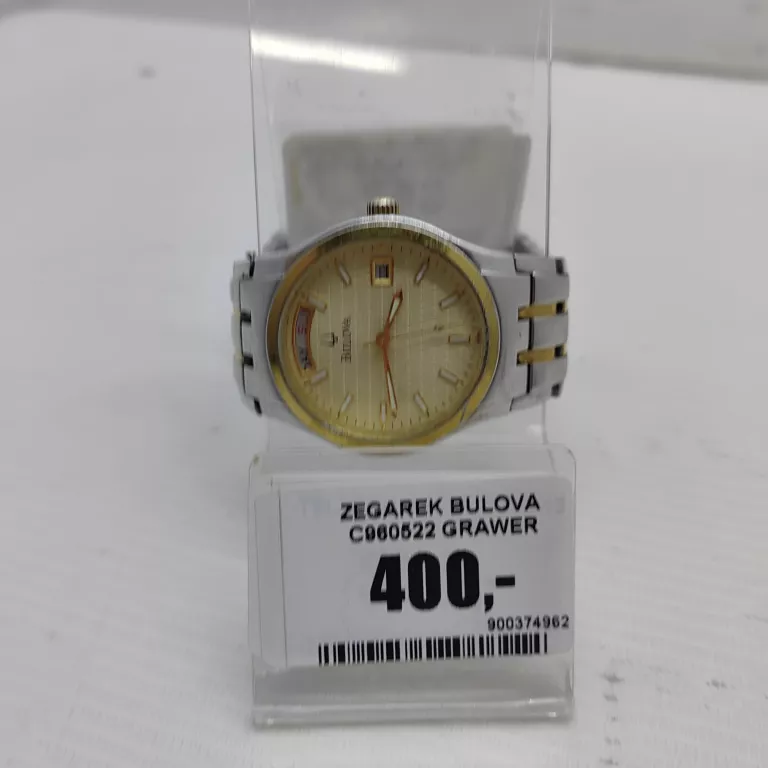 BULOVA
ZEGAREK BULOVA
C960522 GRAWER
400,-
900374962